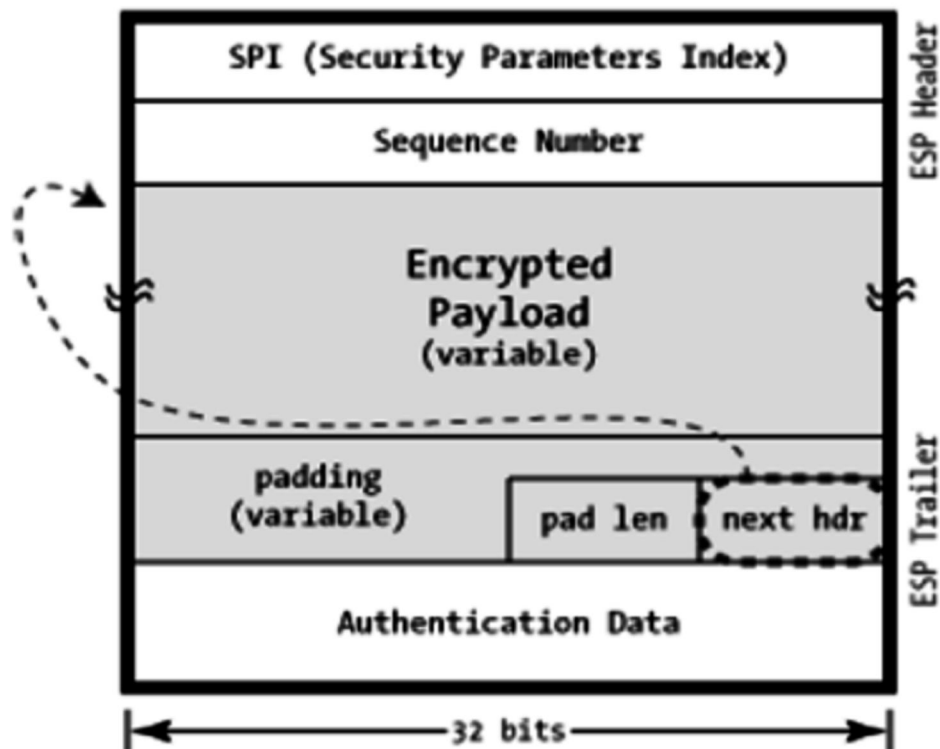 SPI (Security Parameters Index)
ESP Header
Sequence Number
Encrypted
Payload
(variable)
padding
(variable)
pad len
next hdr
ESP Trailer
Authentication Data
32 bits